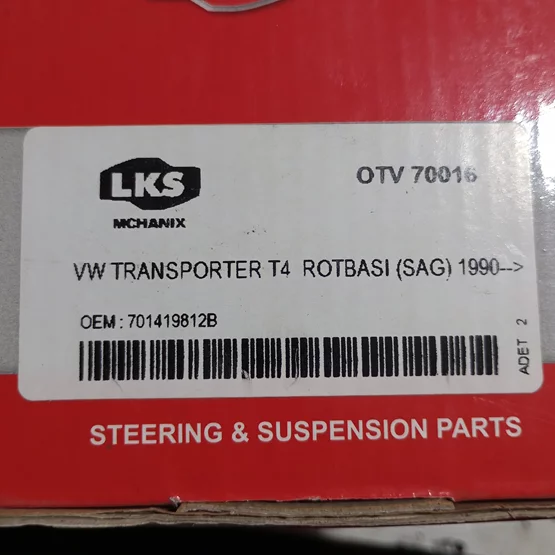 LKS
MCHANIX
OTV 70016
VW TRANSPORTER T4 ROTBASI (SAG) 1990-->
OEM : 701419812B
ADET 2
STEERING & SUSPENSION PARTS